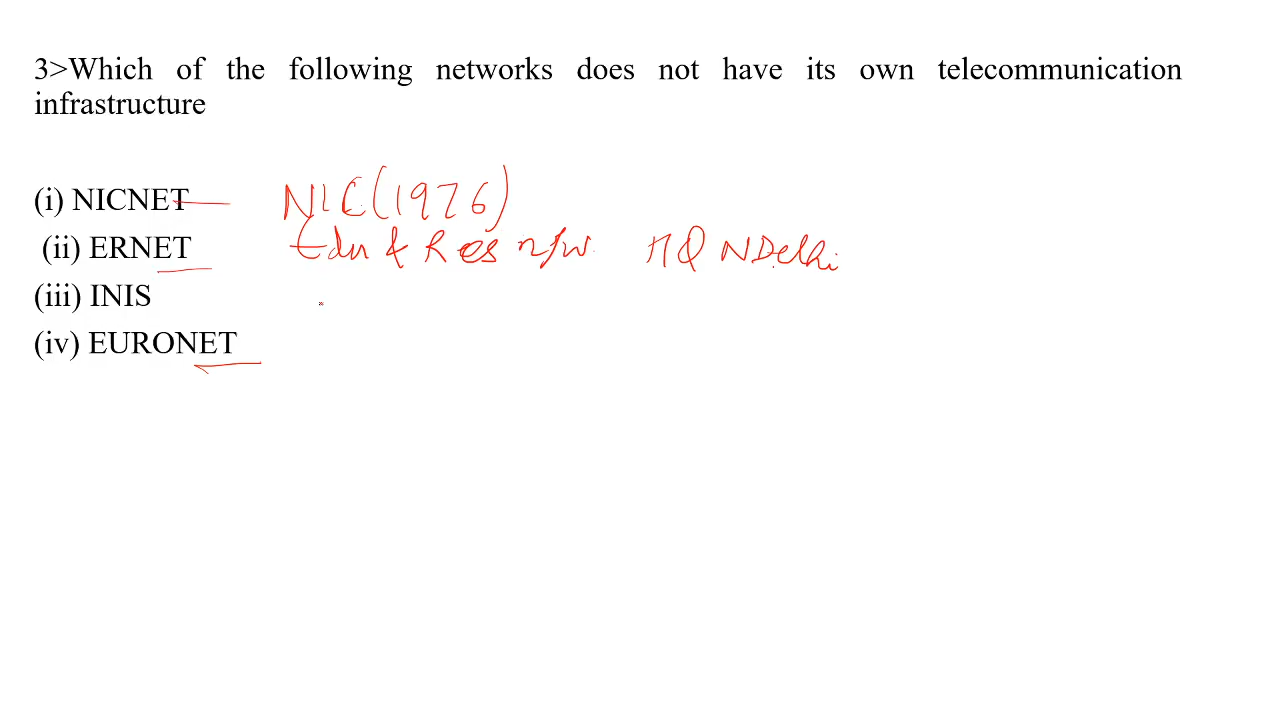 3>Which of the following networks does not have its own telecommunication
infrastructure
(i) NICNET NIC(1976)
(ii) ERNET Edu & Res n/w. HQ NDelhi
(iii) INIS
(iv) EURONET